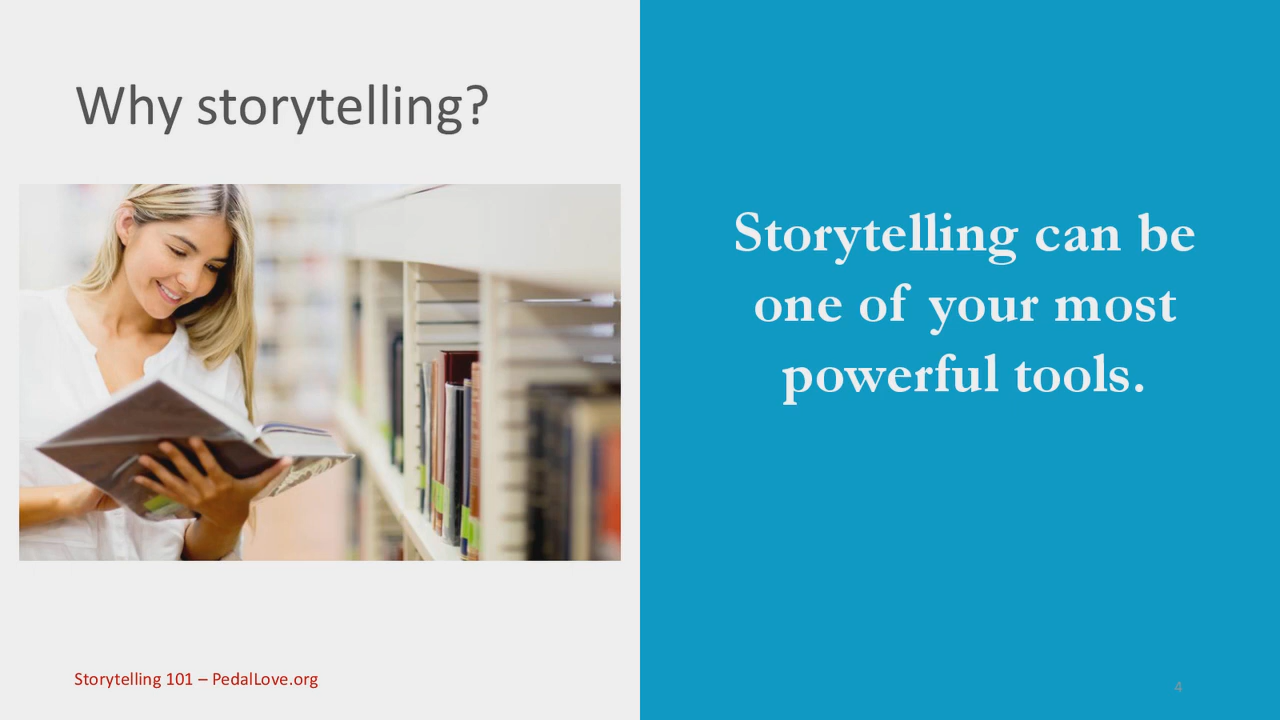 Why storytelling?
Storytelling can be
one of your most
powerful tools.
Storytelling 101 – PedalLove.org
4